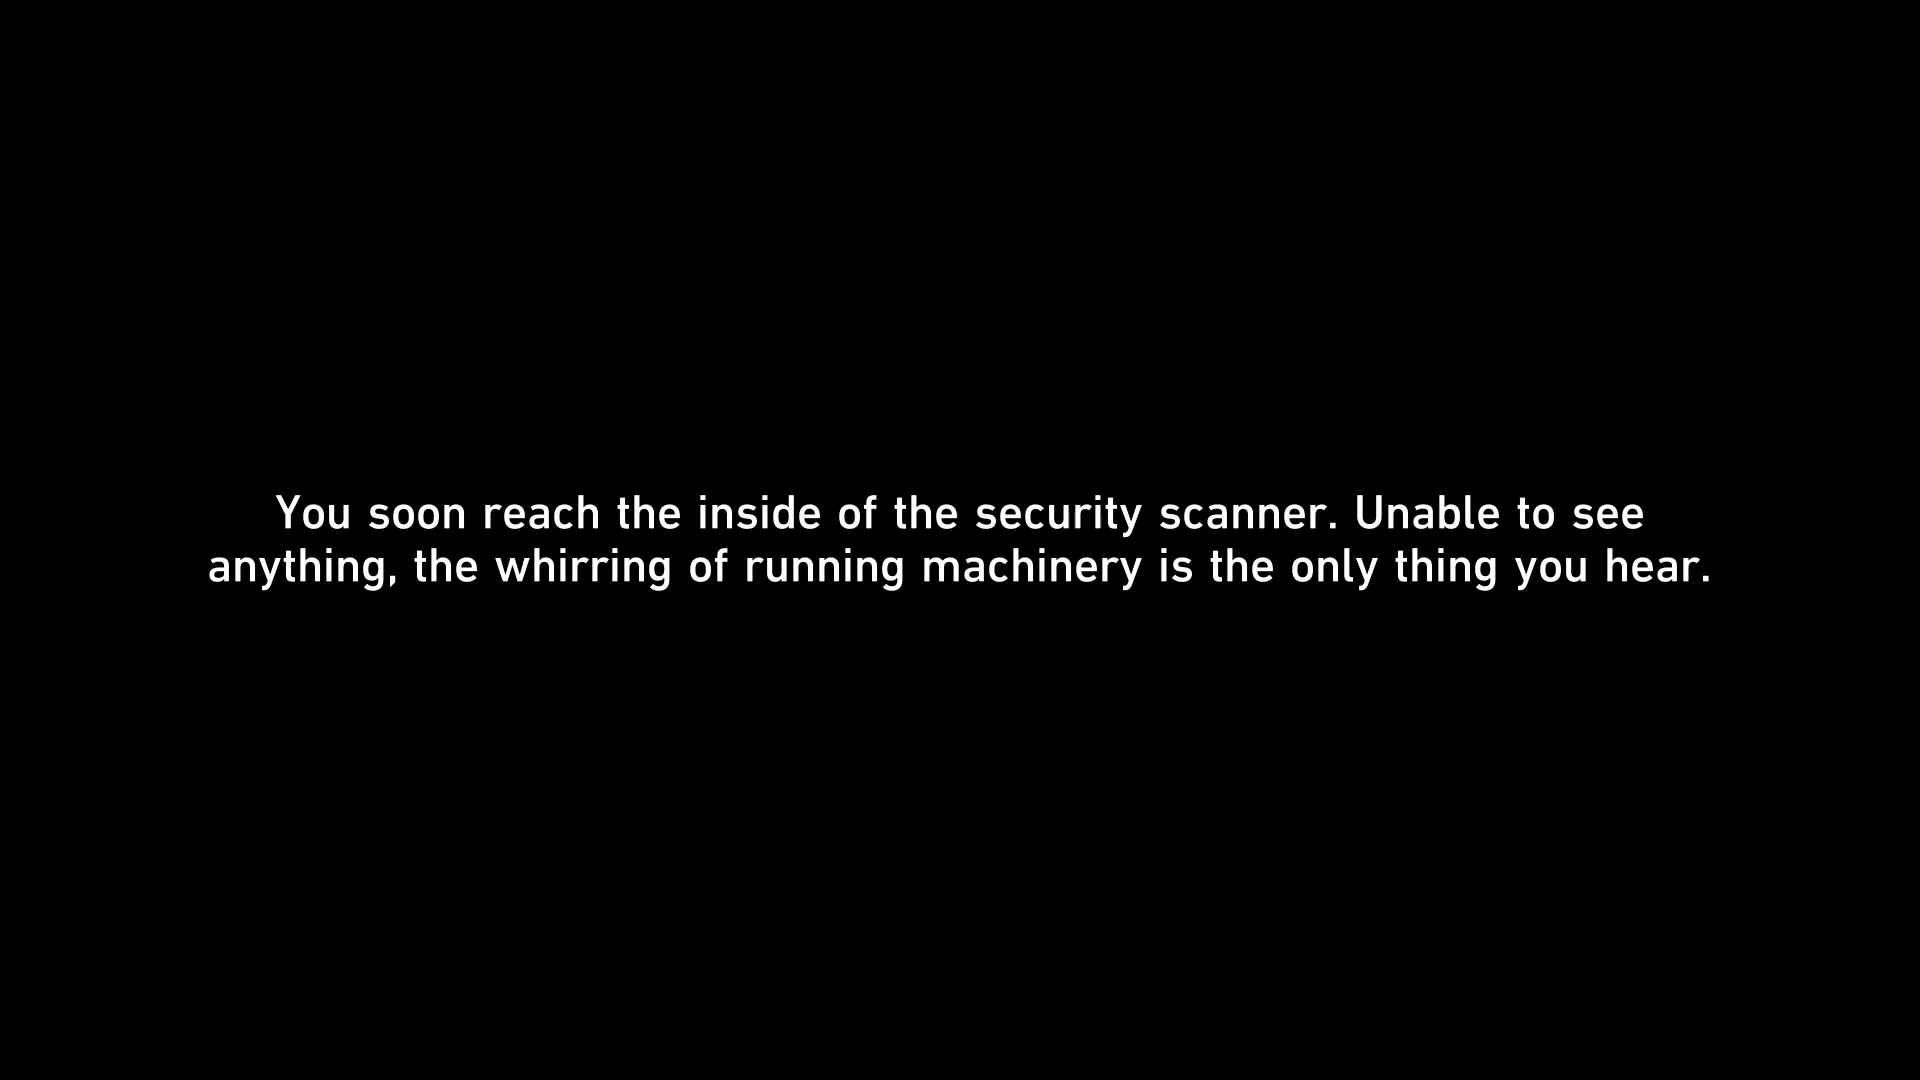 You soon reach the inside of the security scanner. Unable to see
anything, the whirring of running machinery is the only thing you hear.